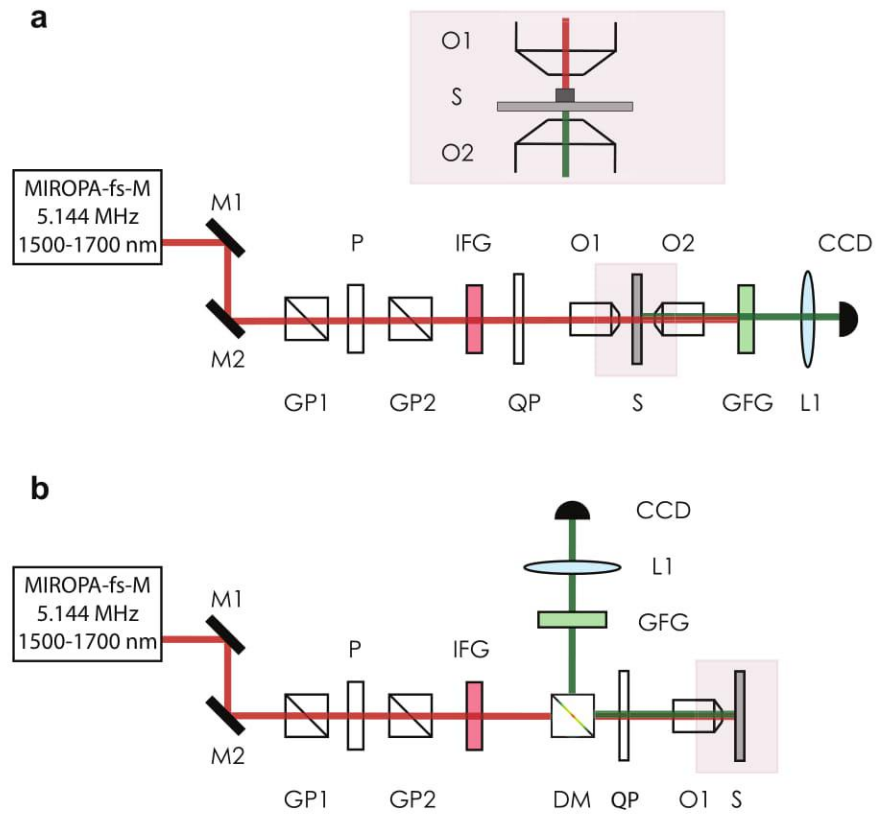 a
O1
S
O2
MIROPA-fs-M
5.144 MHz
1500-1700 nm
M1
P
IFG
O1
O2
CCD
M2
GP1
GP2
QP
S
GFG
L1
b
CCD
L1
GFG
MIROPA-fs-M
5.144 MHz
1500-1700 nm
M1
P
IFG
M2
GP1
GP2
DM
QP
O1
S